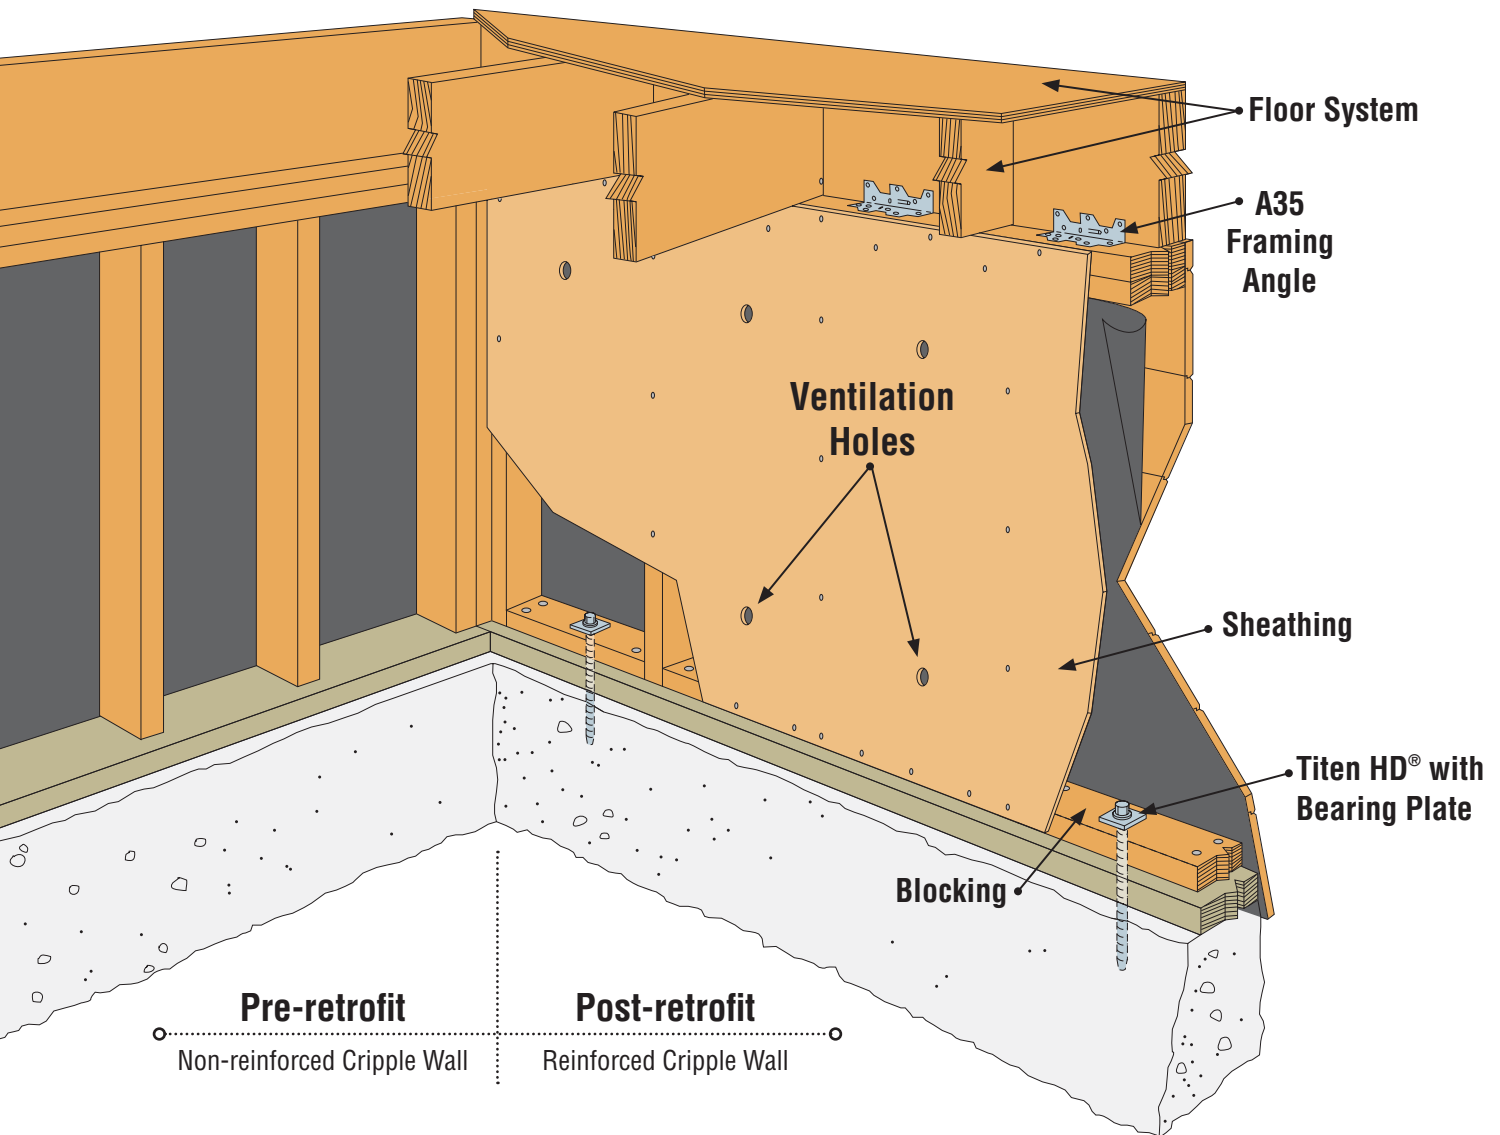 Floor System
A35
Framing
Angle
Ventilation
Holes
Sheathing
Titen HD® with
Bearing Plate
Blocking
Pre-retrofit
Non-reinforced Cripple Wall
Post-retrofit
Reinforced Cripple Wall